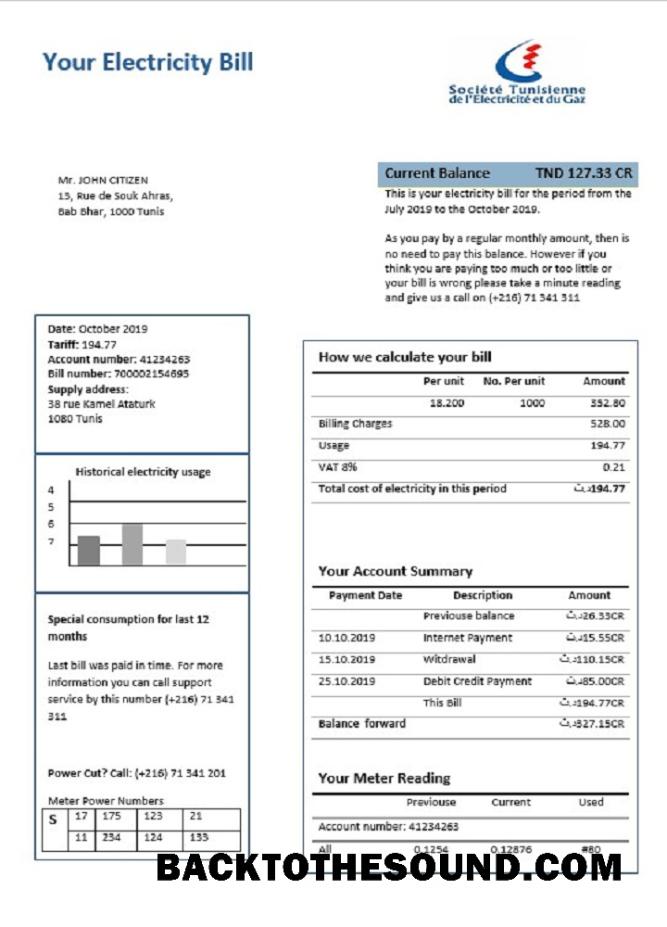 Your Electricity Bill
Société Tunisienne
de l'Electricité et du Gaz
Mr. JOHN CITIZEN
15, Rue de Souk Ahras,
Bab Bhar, 1000 Tunis
Current Balance TND 127.33 CR
This is your electricity bill for the period from the
July 2019 to the October 2019.
As you pay by a regular monthly amount, then is
no need to pay this balance. However if you
think you are paying too much or too little or
your bill is wrong please take a minute reading
and give us a call on (+216) 71 341 311
Date: October 2019
Tariff: 194.77
Account number: 41234263
Bill number: 700002154695
Supply address:
38 rue Kamel Ataturk
1080 Tunis
Historical electricity usage
4
5
6
7
Special consumption for last 12
months
Last bill was paid in time. For more
information you can call support
service by this number (+216) 71 341
311
Power Cut? Call: (+216) 71 341 201
Meter Power Numbers
S 17 175 123 21
11 234 124 133
How we calculate your bill
Per unit No. Per unit Amount
18.200 1000 352.80
Billing Charges 528.00
Usage 194.77
VAT 8% 0.21
Total cost of electricity in this period د.ت194.77
Your Account Summary
Payment Date Description Amount
Previouse balance د.ت26.33CR
10.10.2019 Internet Payment د.ت15.55CR
15.10.2019 Witdrawal د.ت110.15CR
25.10.2019 Debit Credit Payment د.ت85.00CR
This Bill د.ت194.77CR
Balance forward د.ت327.15CR
Your Meter Reading
Previouse Current Used
Account number: 41234263
All 0.1254 0.12876 #80
BACKTOTHESOUND.COM